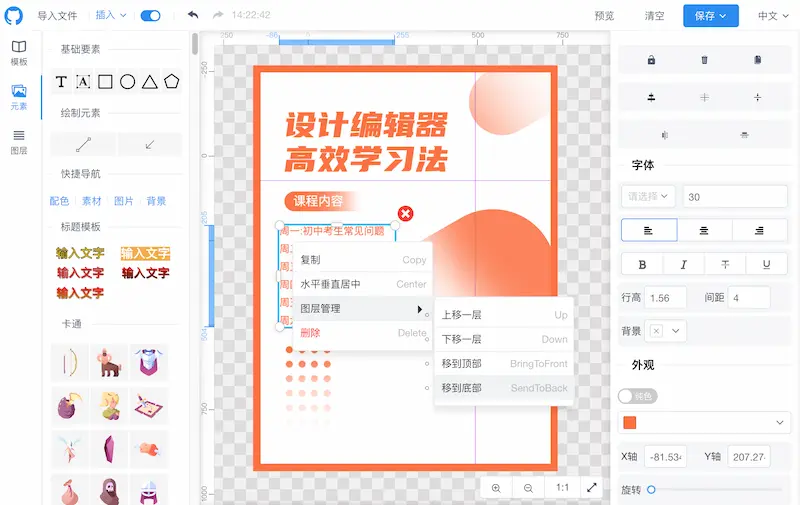 导入文件 插入 14:22:42 预览 清空 保存 中文
模板
元素
图层
基础要素
T A
绘制元素
快捷导航
配色 素材 图片 背景
标题模板
输入文字 输入文字
输入文字 输入文字
输入文字
卡通
250 -86 255 500 750
-250
0
205
504
750
1000
设计编辑器
高效学习法
课程内容
周一:初中考生常见问题
周
周
周
周
周
复制 Copy
水平垂直居中 Center
图层管理
删除 Delete
上移一层 Up
下移一层 Down
移到顶部 BringToFront
移到底部 SendToBack
1:1
字体
请选择 30
B I T U
行高 1.56 间距 4
背景
外观
纯色
X轴 -81.534 Y轴 207.274
旋转